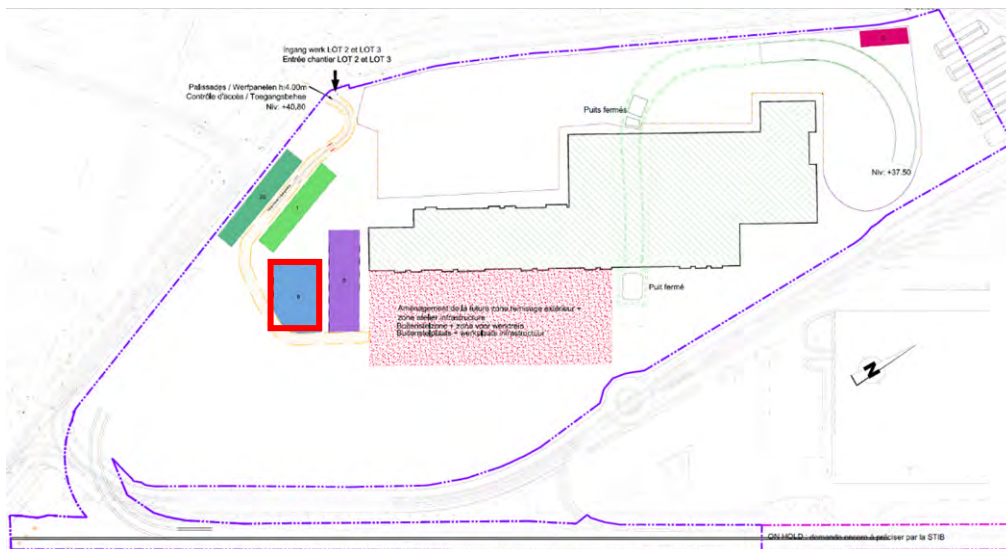 Ingang werk LOT 2 et LOT 3
Entrée chantier LOT 2 et LOT 3
Palissades / Werfpanelen h:4.00m
Contrôle d'accès / Toegangsbehee
Niv: +40,80
Puits fermés
Niv: +37.50
Puit fermé
Aménagement de la future zone remisage extérieur +
zone atelier infrastructure
Buitenstelzone + zone voor
Buitenstelplaats + werkplaats infrastructuur
N
ON HOLD : demande encore à préciser par la STIB